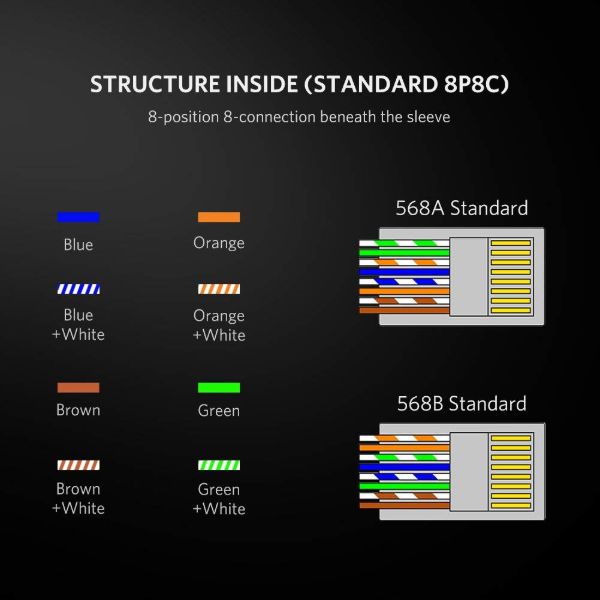 STRUCTURE INSIDE (STANDARD 8P8C)
8-position 8-connection beneath the sleeve
Blue
Orange
Blue
+White
Orange
+White
Brown
Green
Brown
+White
Green
+White
568A Standard
568B Standard